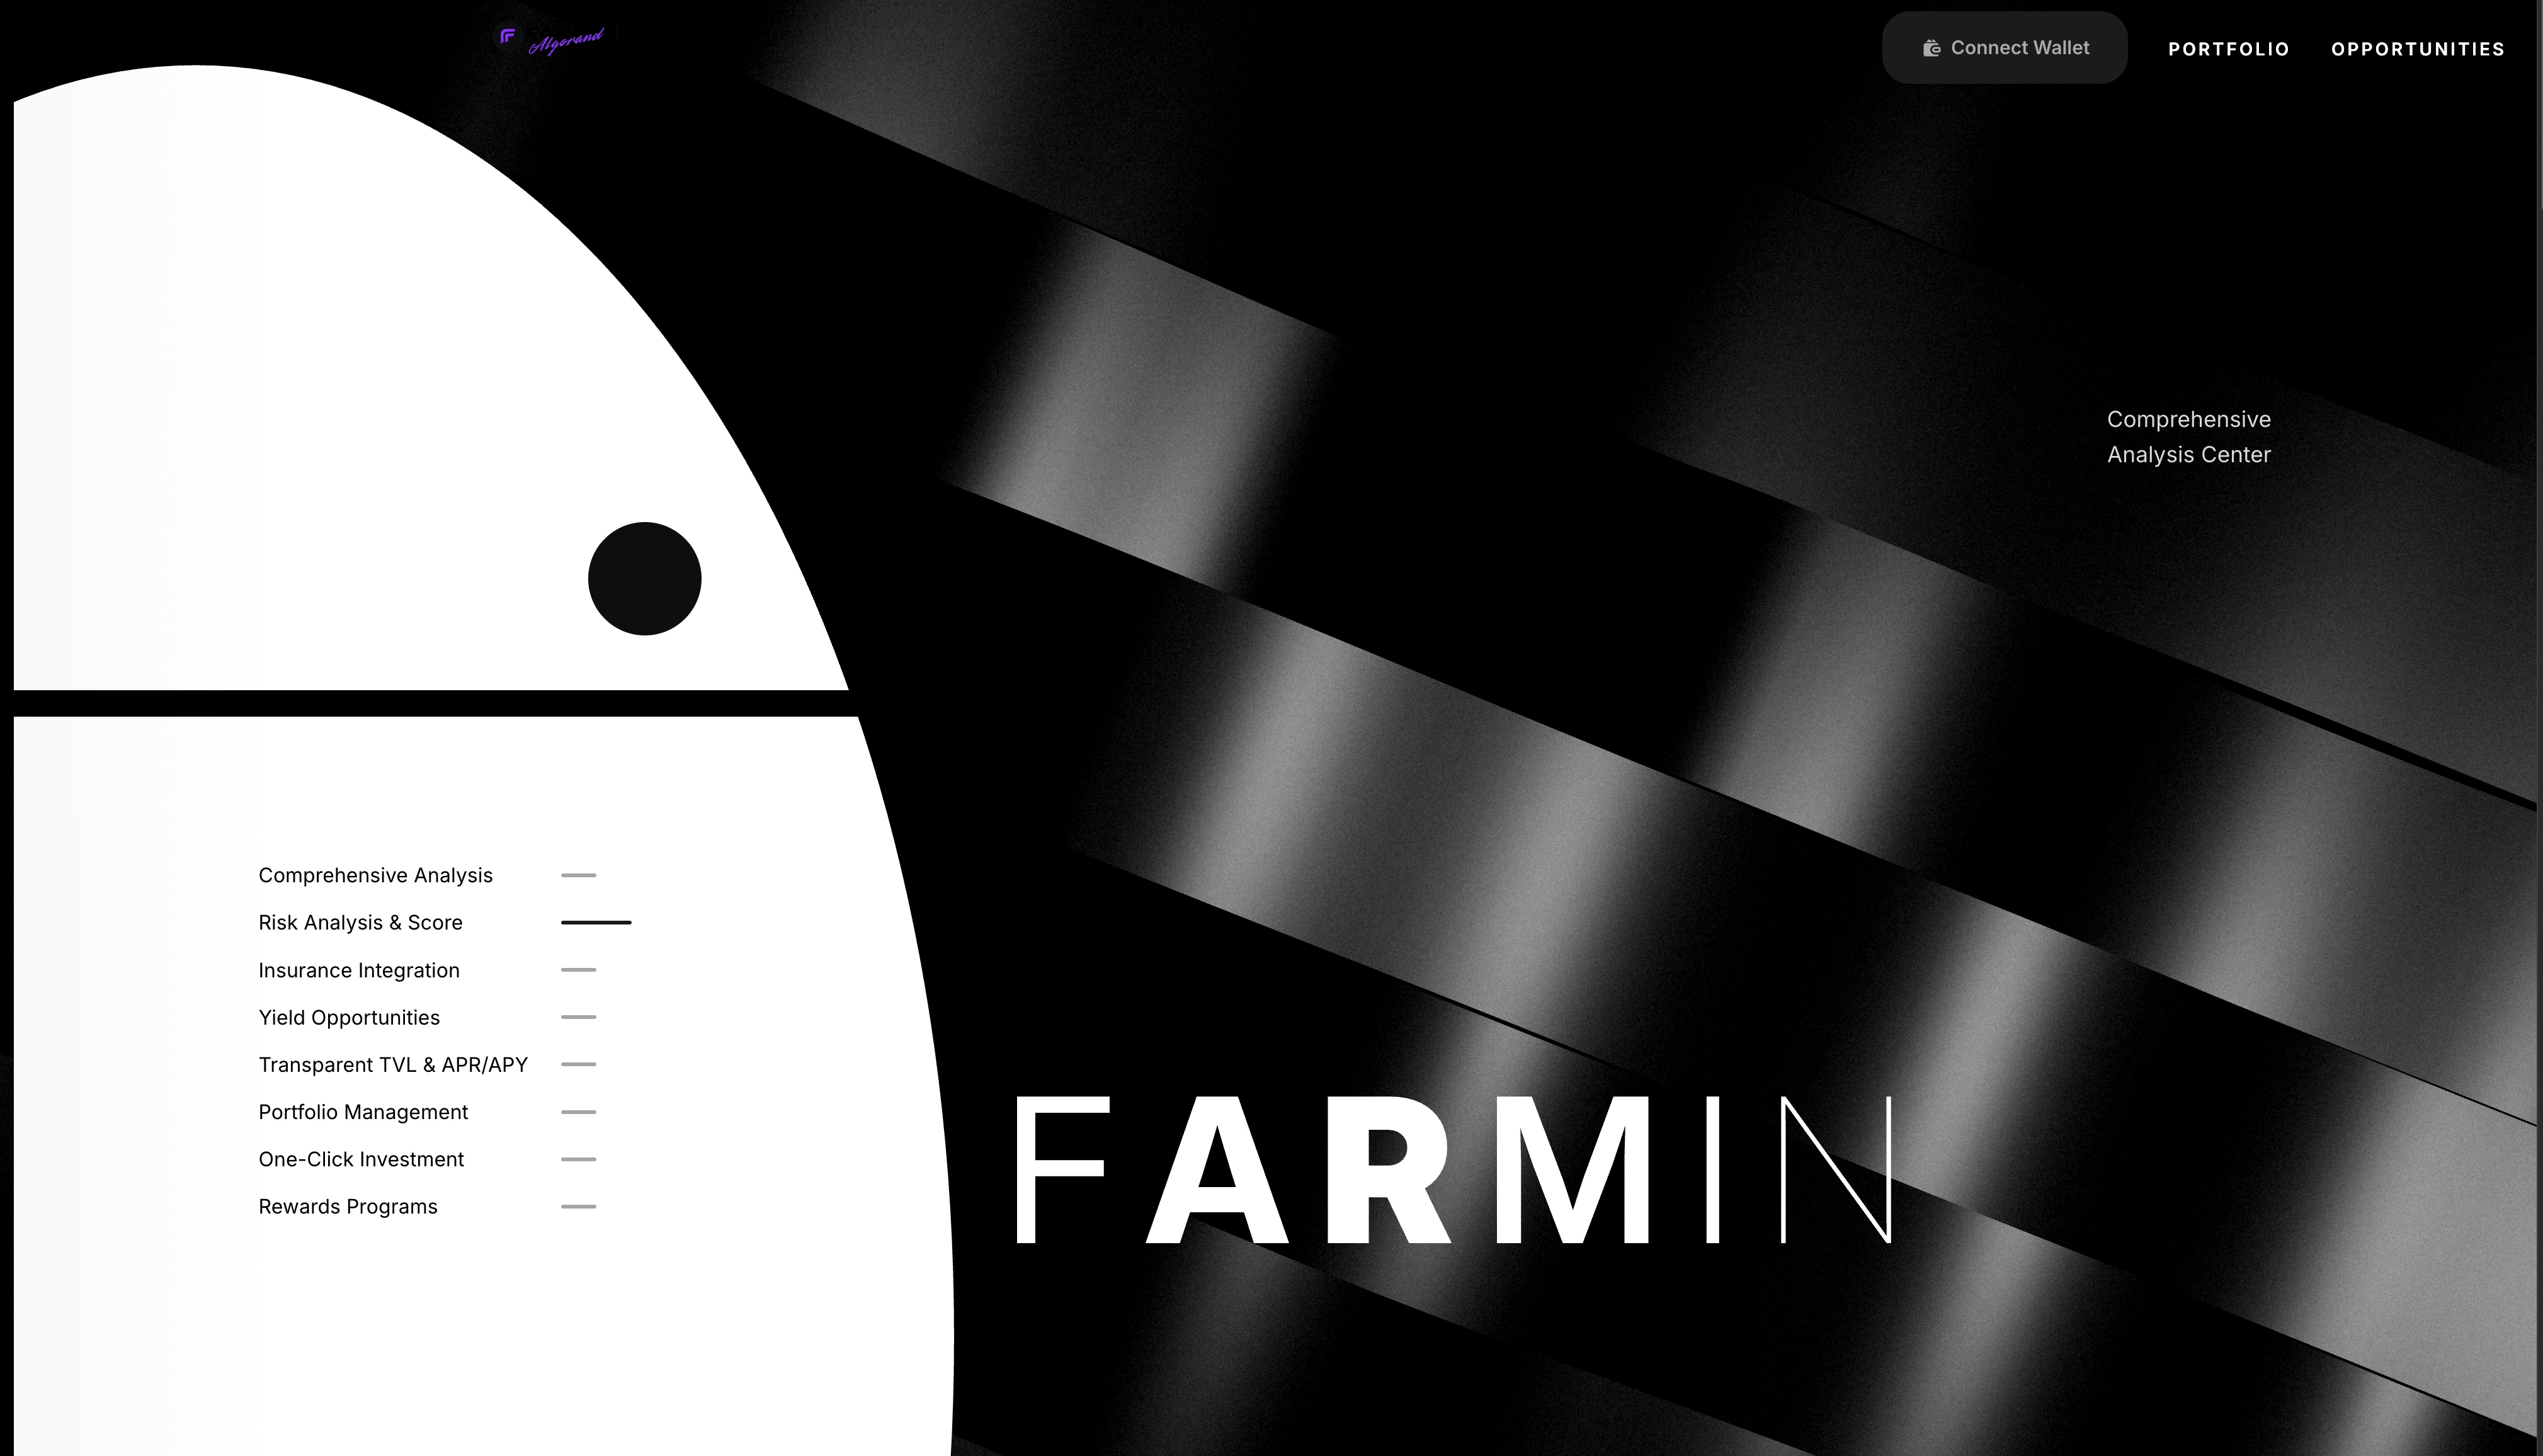 Algorand
Connect Wallet
PORTFOLIO
OPPORTUNITIES
Comprehensive
Analysis Center
Comprehensive Analysis
Risk Analysis & Score
Insurance Integration
Yield Opportunities
Transparent TVL & APR/APY
Portfolio Management
One-Click Investment
Rewards Programs
FARMIN